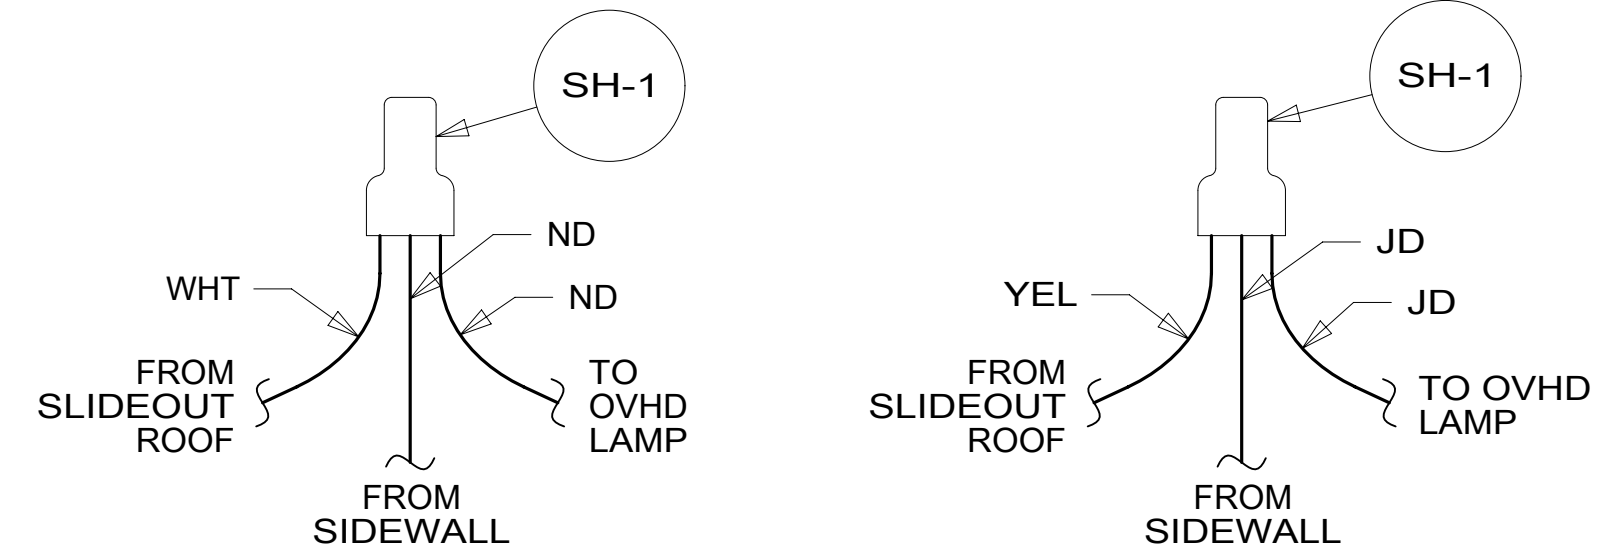 SH-1
ND
WHT
ND
FROM
SLIDEOUT
ROOF
TO
OVHD
LAMP
FROM
SIDEWALL
SH-1
JD
YEL
JD
FROM
SLIDEOUT
ROOF
TO OVHD
LAMP
FROM
SIDEWALL